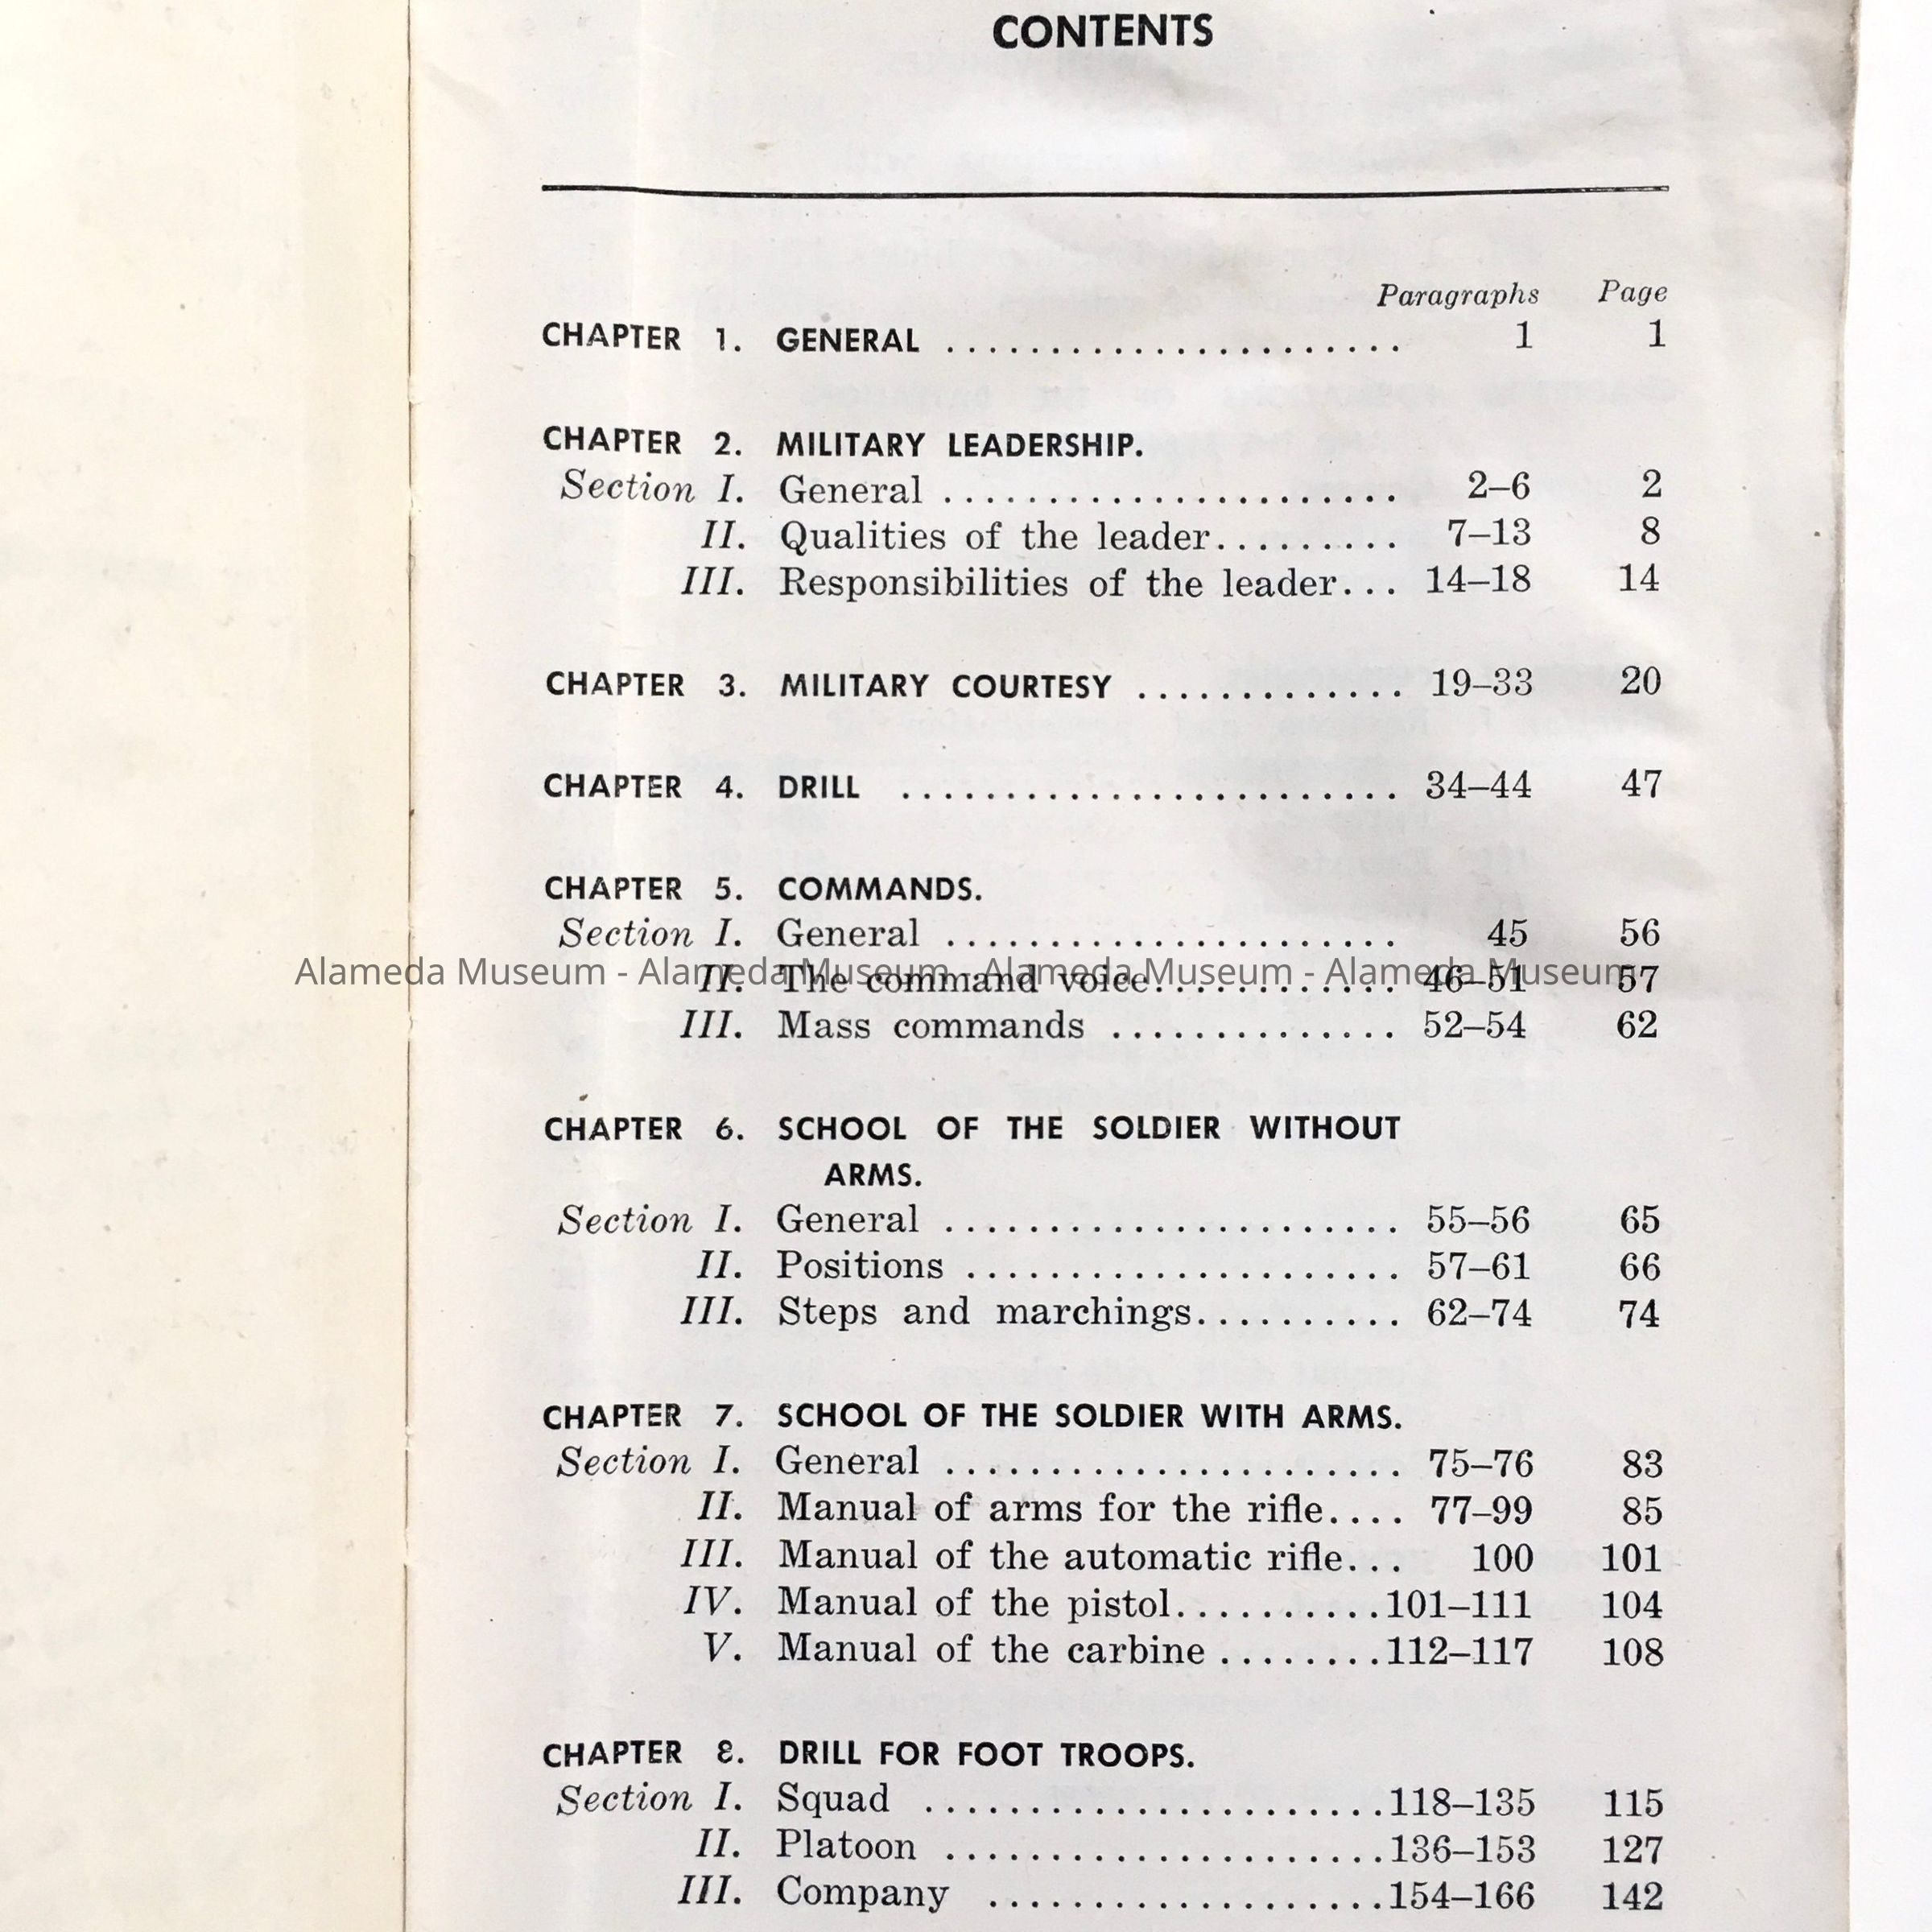 CONTENTS
Paragraphs Page
CHAPTER 1. GENERAL ...................... 1 1
CHAPTER 2. MILITARY LEADERSHIP.
Section I. General ...................... 2–6 2
II. Qualities of the leader......... 7–13 8
III. Responsibilities of the leader... 14–18 14
CHAPTER 3. MILITARY COURTESY ............. 19–33 20
CHAPTER 4. DRILL ........................ 34–44 47
CHAPTER 5. COMMANDS.
Section I. General ...................... 45 56
Alameda Museum - Alameda Museum - Alameda Museum - Alameda Museum
II. The command voice............ 46–51 57
III. Mass commands .............. 52–54 62
CHAPTER 6. SCHOOL OF THE SOLDIER WITHOUT
ARMS.
Section I. General ...................... 55–56 65
II. Positions ..................... 57–61 66
III. Steps and marchings.......... 62–74 74
CHAPTER 7. SCHOOL OF THE SOLDIER WITH ARMS.
Section I. General ...................... 75–76 83
II. Manual of arms for the rifle.... 77–99 85
III. Manual of the automatic rifle... 100 101
IV. Manual of the pistol..........101–111 104
V. Manual of the carbine ........112–117 108
CHAPTER 8. DRILL FOR FOOT TROOPS.
Section I. Squad ......................118–135 115
II. Platoon .....................136–153 127
III. Company ...................154–166 142